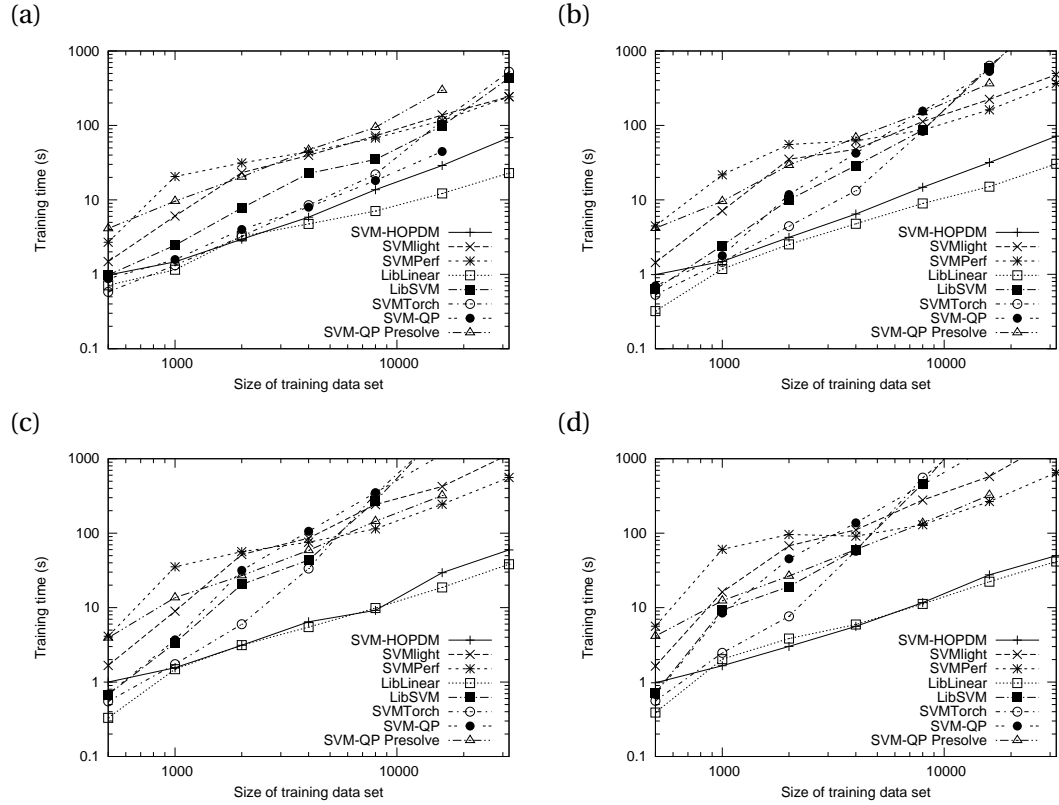 (a)
1000
100
10
1
0.1
Training time (s)
1000
10000
Size of training data set
SVM-HOPDM
SVMlight
SVMPerf
LibLinear
LibSVM
SVMTorch
SVM-QP
SVM-QP Presolve
(b)
1000
100
10
1
0.1
Training time (s)
1000
10000
Size of training data set
SVM-HOPDM
SVMlight
SVMPerf
LibLinear
LibSVM
SVMTorch
SVM-QP
SVM-QP Presolve
(c)
1000
100
10
1
0.1
Training time (s)
1000
10000
Size of training data set
SVM-HOPDM
SVMlight
SVMPerf
LibLinear
LibSVM
SVMTorch
SVM-QP
SVM-QP Presolve
(d)
1000
100
10
1
0.1
Training time (s)
1000
10000
Size of training data set
SVM-HOPDM
SVMlight
SVMPerf
LibLinear
LibSVM
SVMTorch
SVM-QP
SVM-QP Presolve